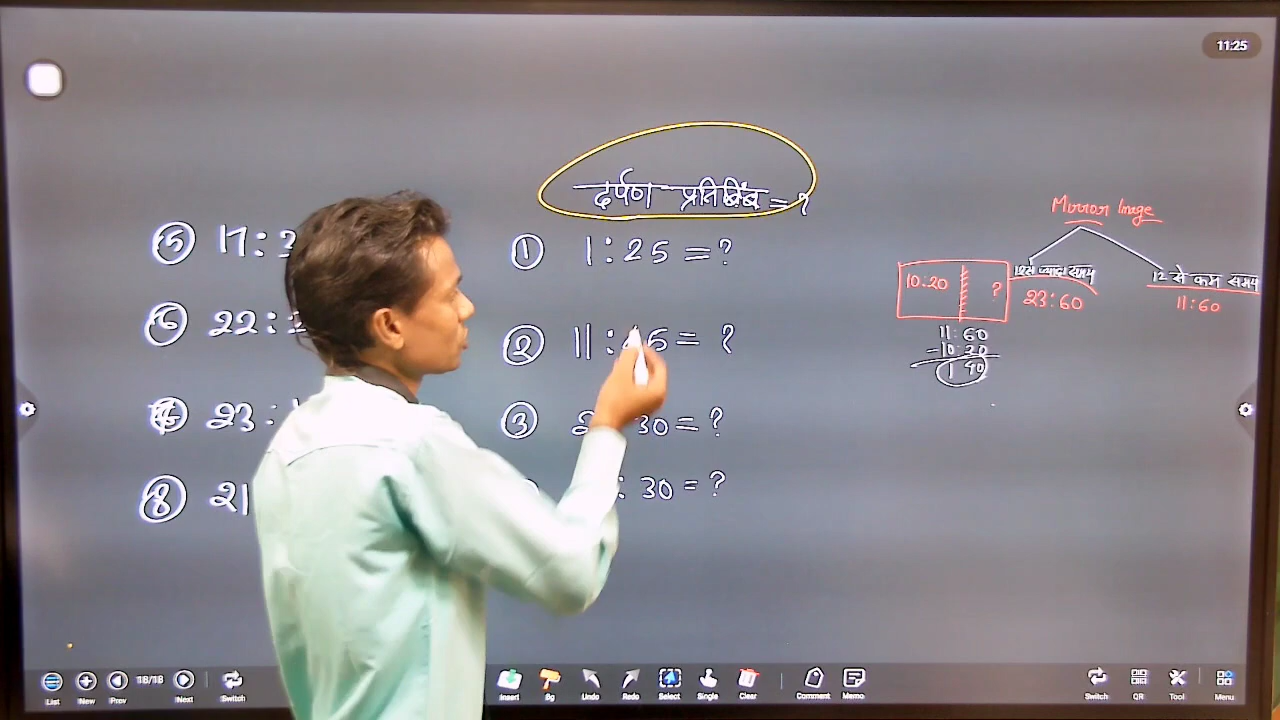 11:25
दर्पण प्रतिबिंब = ?
① 1:25 = ?
② 11:45 = ?
③ 30 = ?
: 30 = ?
⑤ 17:
⑥ 22:
23:
⑧ 21
Mirror Image
12 से ज्यादा समय
23:60
12 से कम समय
11:60
10:20 ?
11:60
-10:20
1 40
List New Prev 18/18 Next Switch Insert Bg Undo Redo Select Single Clear Comment Memo Switch QR Tool Menu